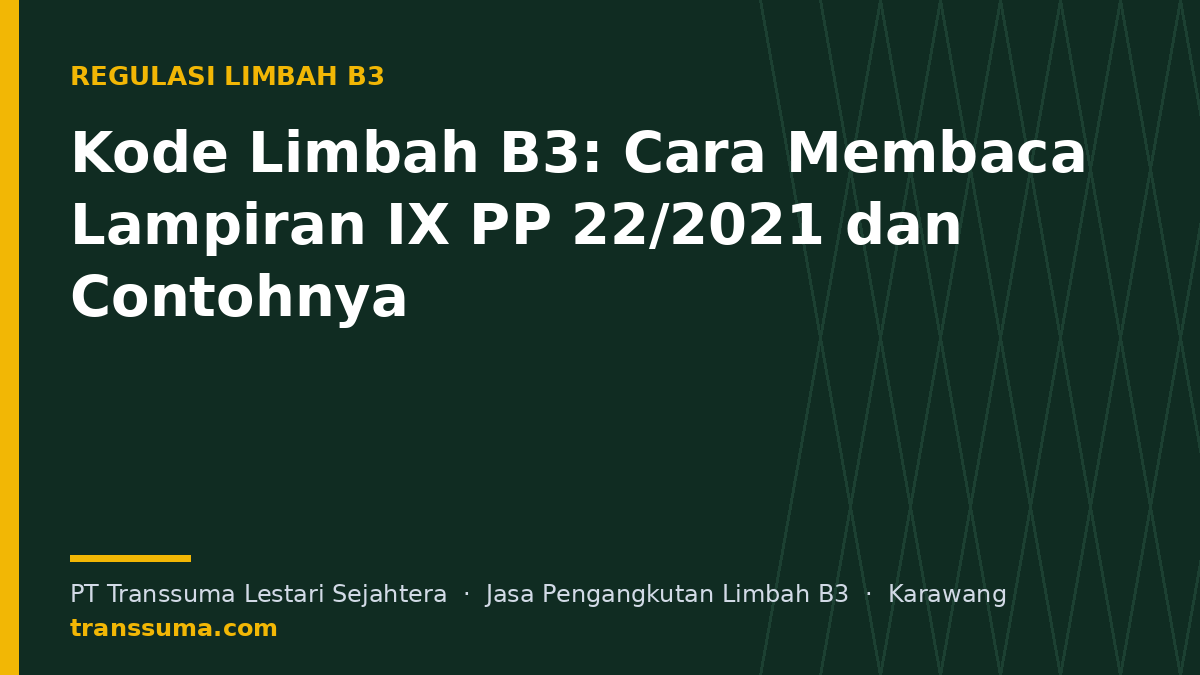 REGULASI LIMBAH B3
Kode Limbah B3: Cara Membaca
Lampiran IX PP 22/2021 dan
Contohnya
PT Transsuma Lestari Sejahtera · Jasa Pengangkutan Limbah B3 · Karawang
transsuma.com